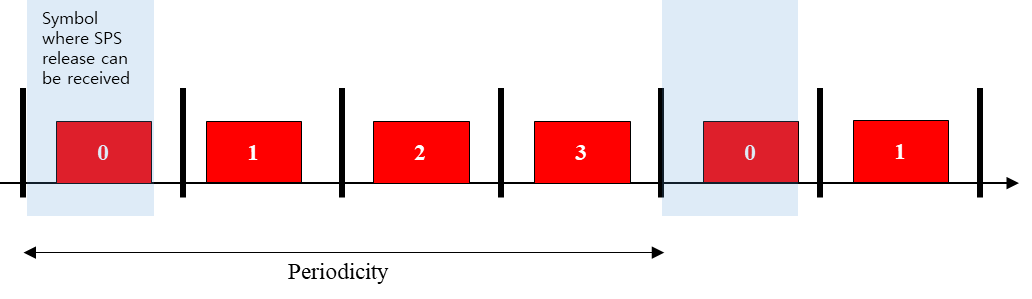 Symbol
where SPS
release can
be received
0 1 2 3 0 1
Periodicity